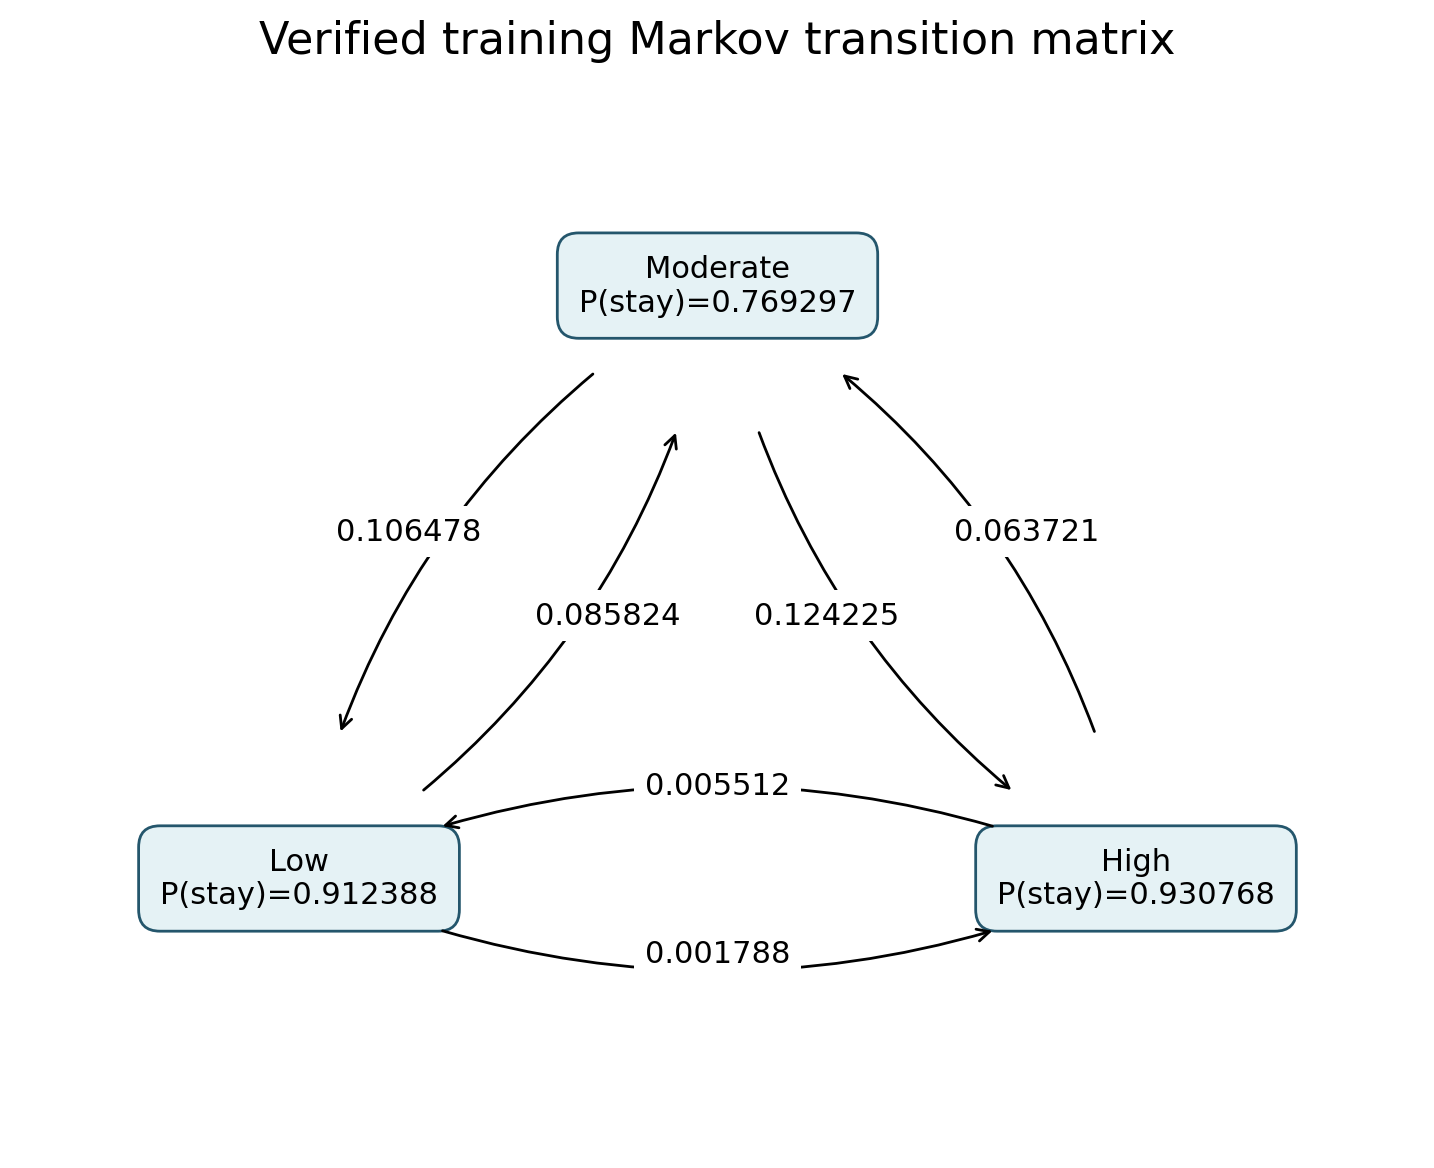 Verified training Markov transition matrix
Moderate
P(stay)=0.769297
0.106478
0.063721
0.085824
0.124225
0.005512
Low
P(stay)=0.912388
High
P(stay)=0.930768
0.001788